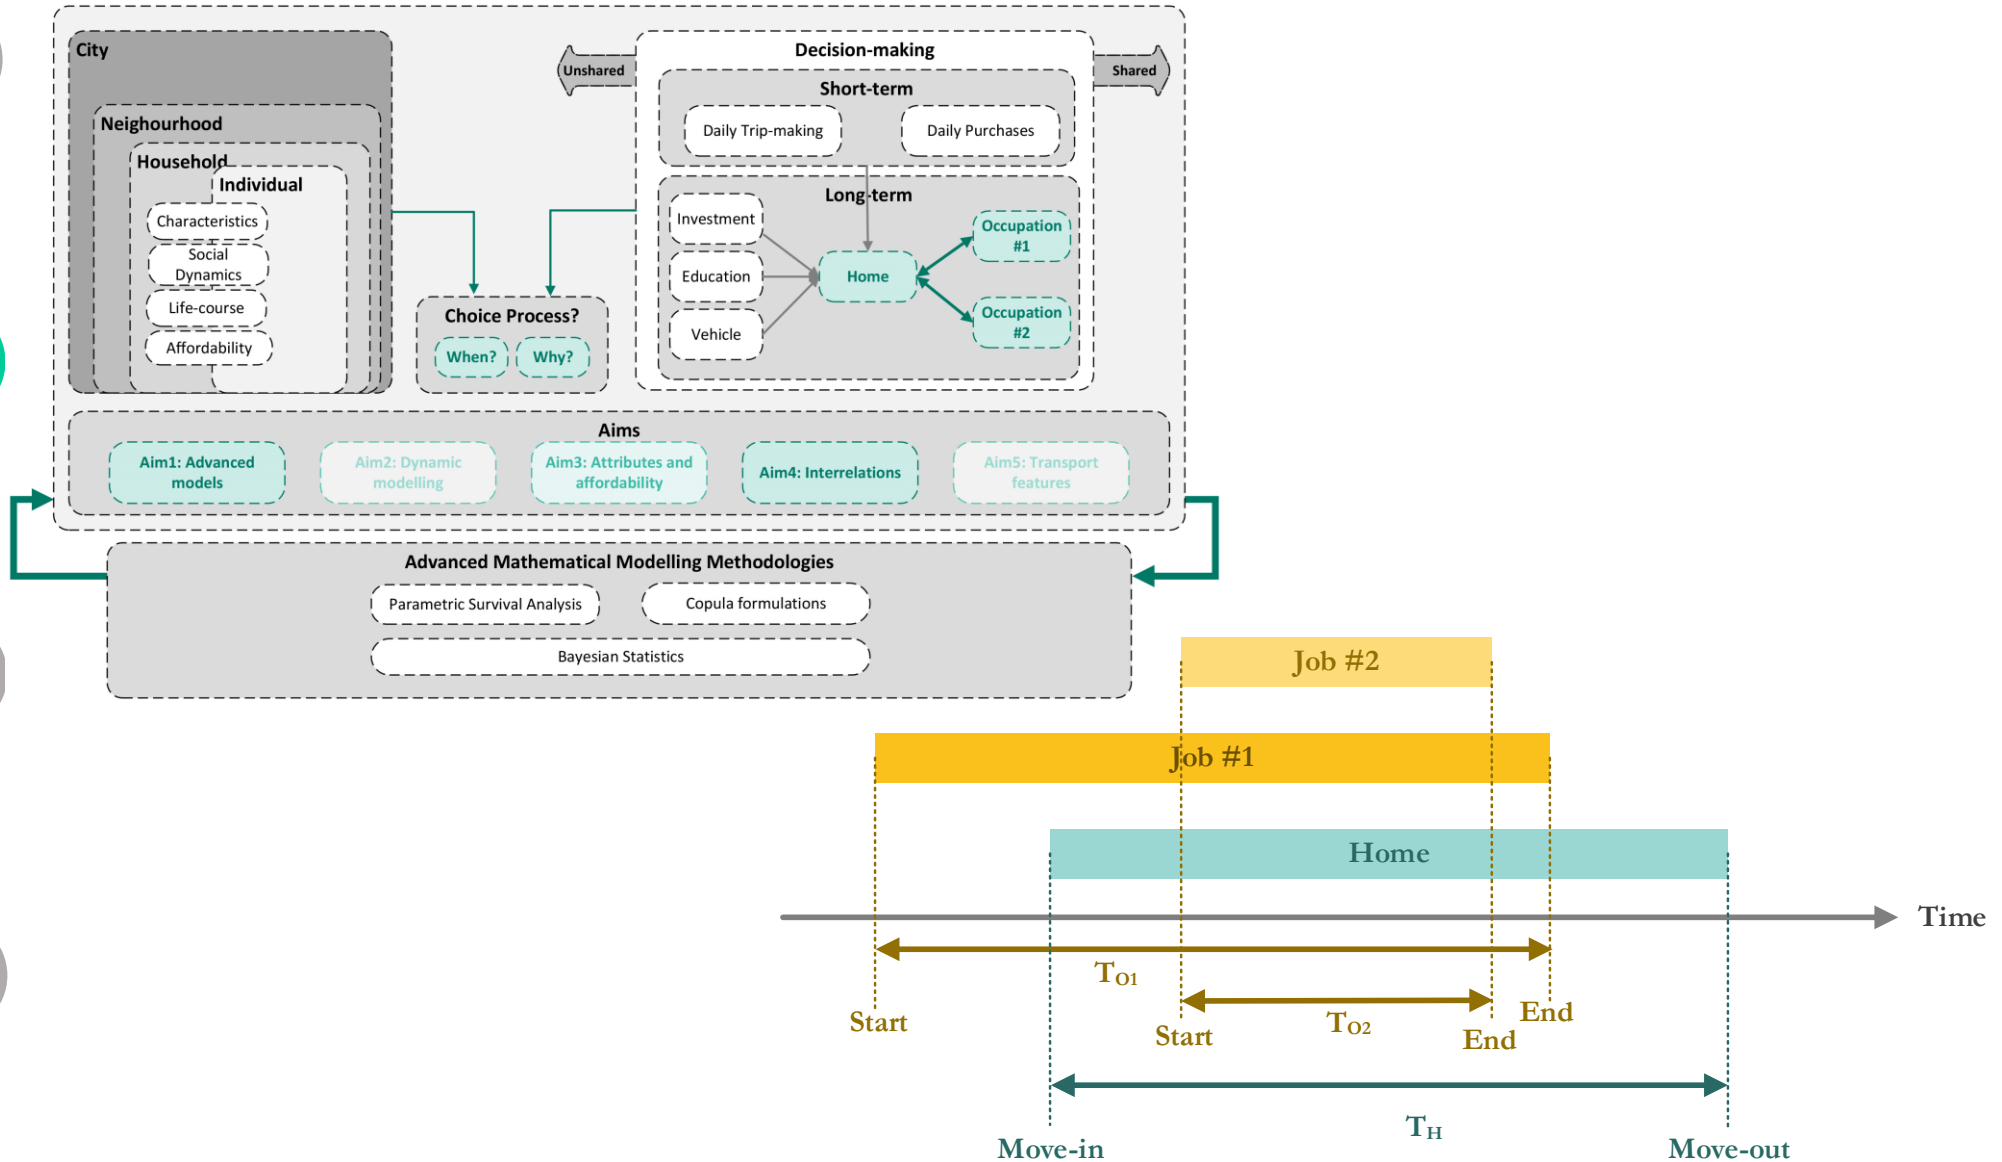 City
Neighourhood
Household
Individual
Characteristics
Social
Dynamics
Life-course
Affordability
Unshared
Decision-making
Shared
Short-term
Daily Trip-making
Daily Purchases
Long-term
Investment
Education
Vehicle
Home
Occupation
#1
Occupation
#2
Choice Process?
When?
Why?
Aims
Aim1: Advanced
models
Aim2: Dynamic
modelling
Aim3: Attributes and
affordability
Aim4: Interrelations
Aim5: Transport
features
Advanced Mathematical Modelling Methodologies
Parametric Survival Analysis
Copula formulations
Bayesian Statistics
Job #2
Job #1
Home
Time
TO1
Start
Start
TO2
End
End
TH
Move-in
Move-out